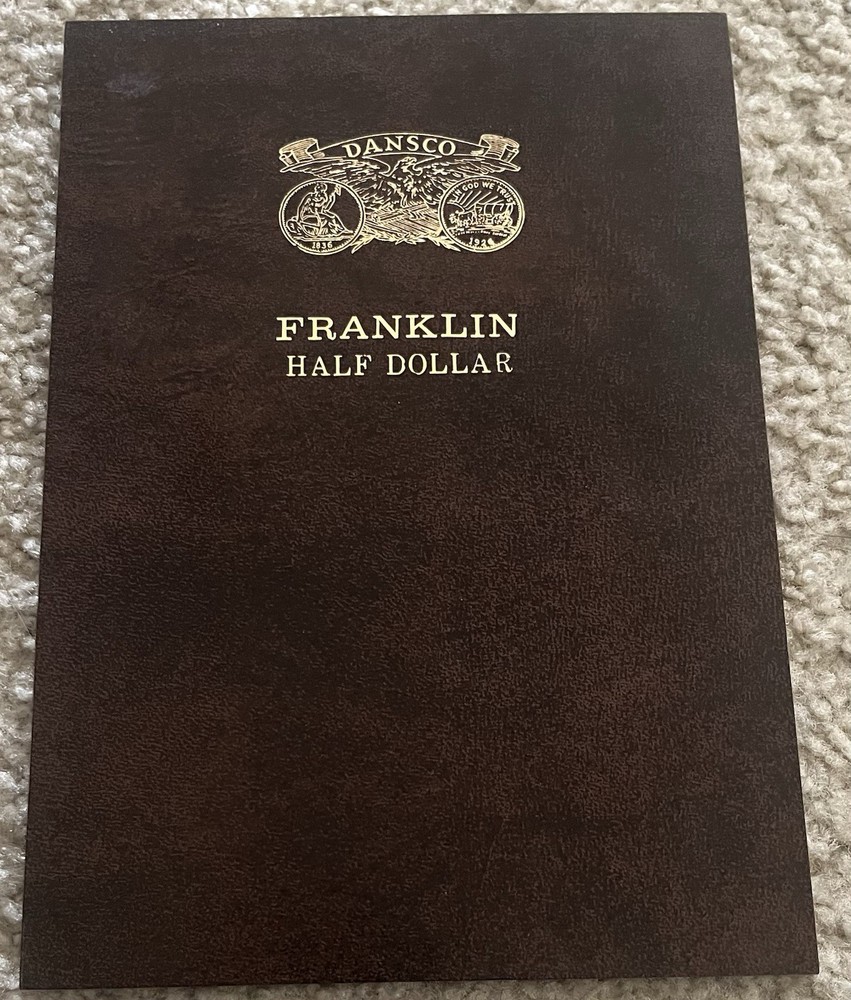 DANSCO
IN GOD WE TRUST
1836
1926
FRANKLIN
HALF DOLLAR